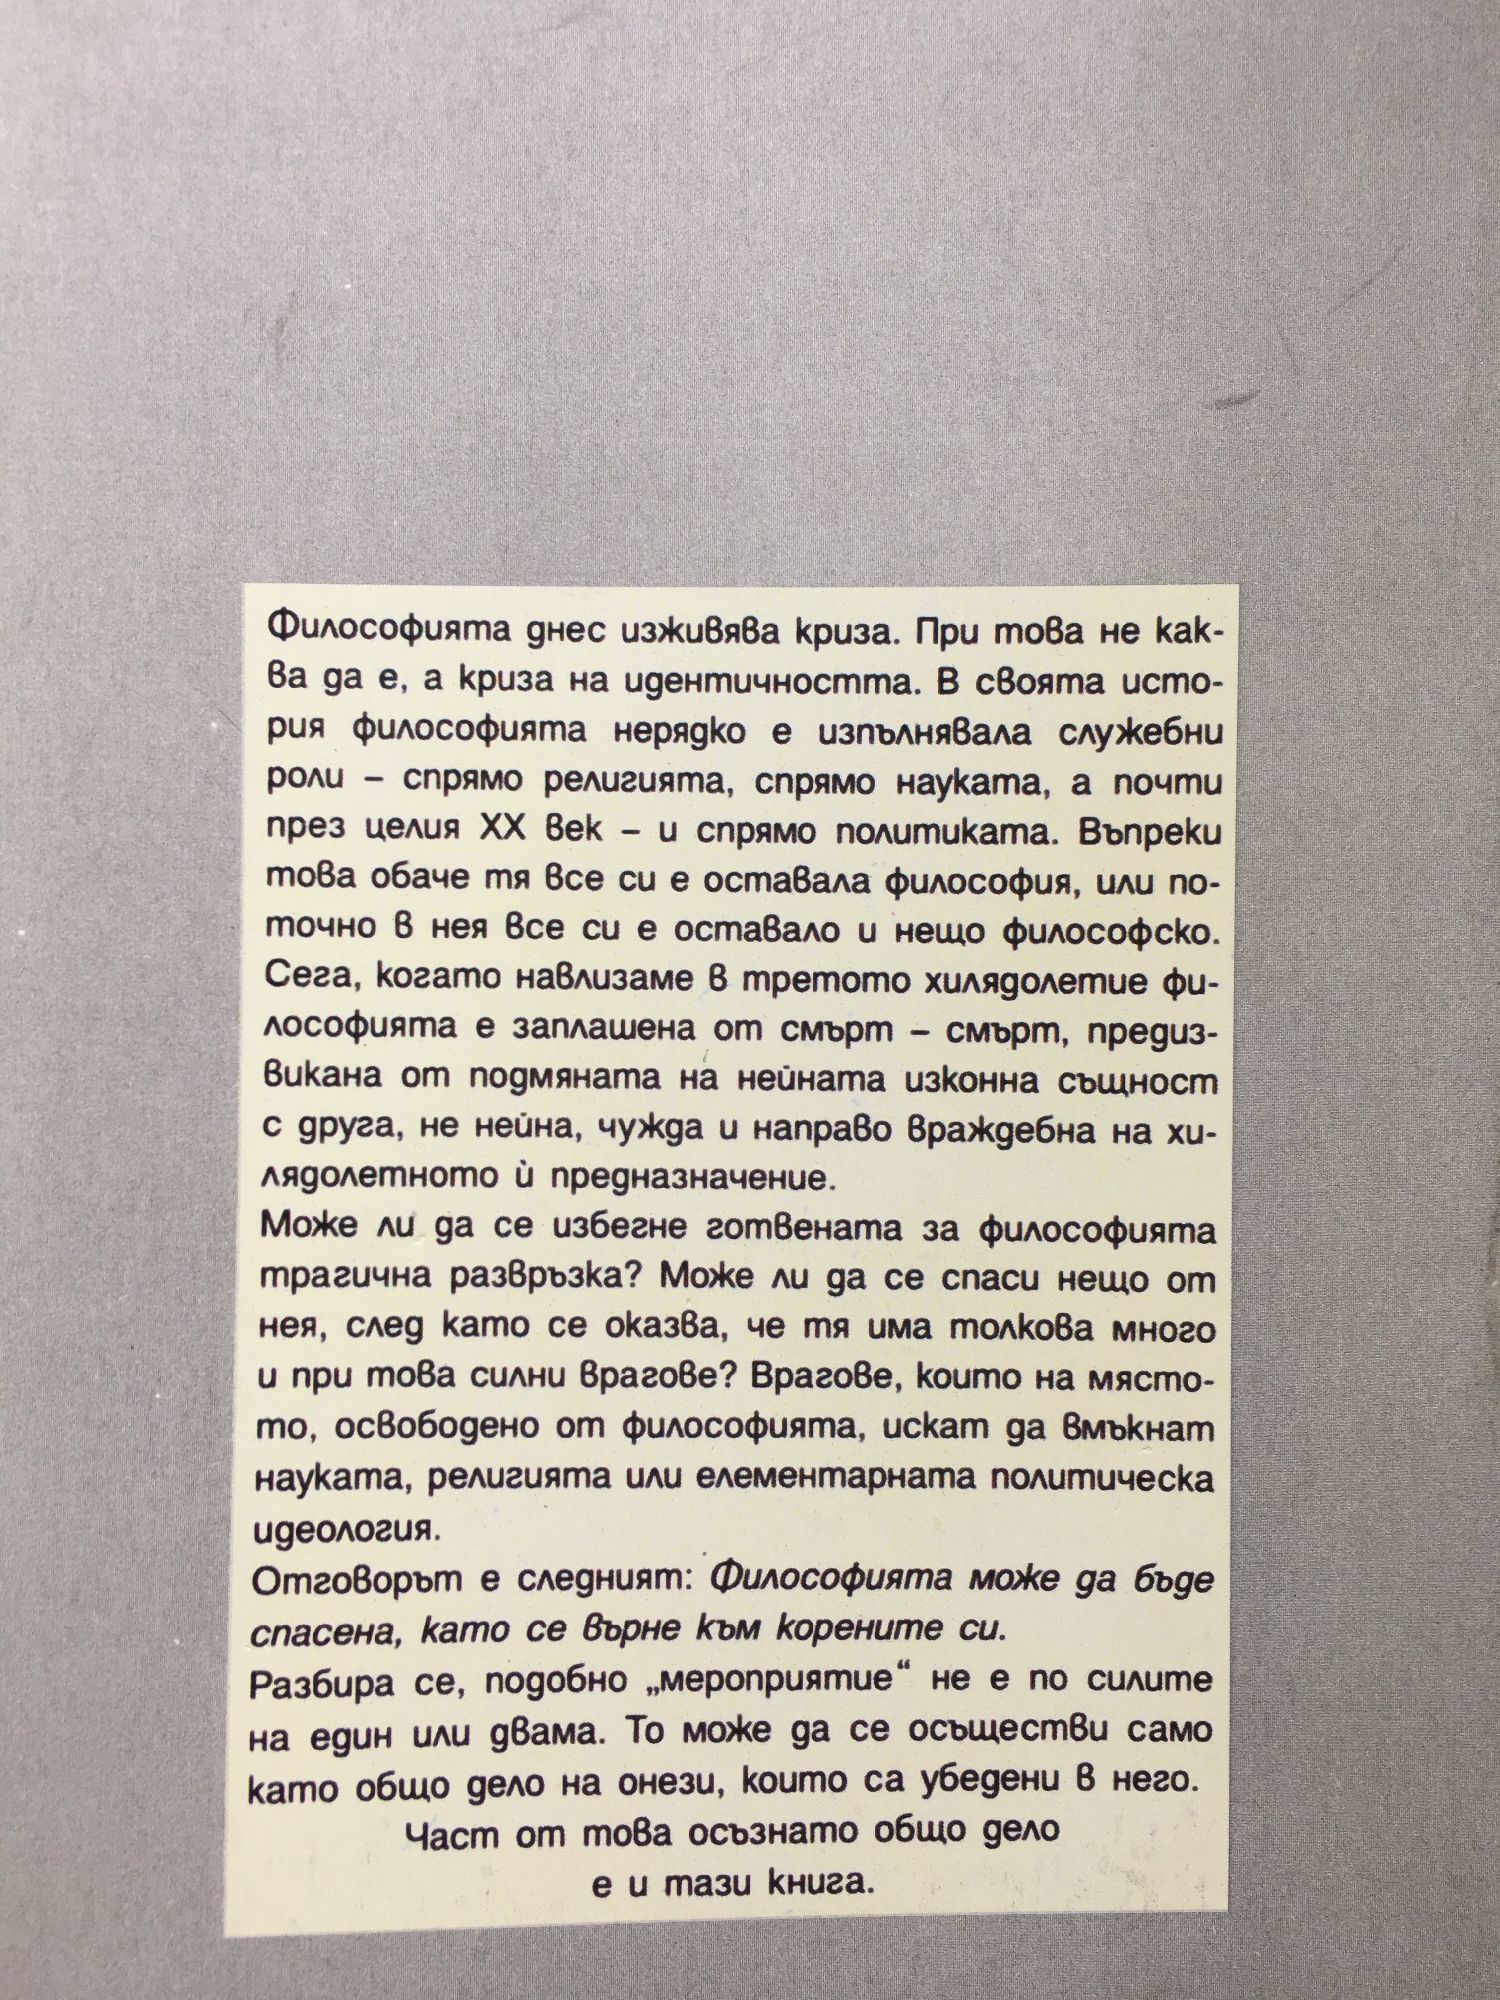 Философията днес изживява криза. При това не как-
ва да е, а криза на идентичността. В своята исто-
рия философията нерядко е изпълнявала служебни
роли – спрямо религията, спрямо науката, а почти
през целия XX век – и спрямо политиката. Въпреки
това обаче тя все си е оставала философия, или по-
точно в нея все си е оставало и нещо философско.
Сега, когато навлизаме в третото хилядолетие фи-
лософията е заплашена от смърт – смърт, предиз-
викана от подмяната на нейната изконна същност
с друга, не нейна, чужда и направо враждебна на хи-
лядолетното ѝ предназначение.
Може ли да се избегне готвената за философията
трагична развръзка? Може ли да се спаси нещо от
нея, след като се оказва, че тя има толкова много
и при това силни врагове? Врагове, които на място-
то, освободено от философията, искат да вмъкнат
науката, религията или елементарната политическа
идеология.
Отговорът е следният: Философията може да бъде
спасена, като се върне към корените си.
Разбира се, подобно „мероприятие“ не е по силите
на един или двама. То може да се осъществи само
като общо дело на онези, които са убедени в него.
Част от това осъзнато общо дело
е и тази книга.